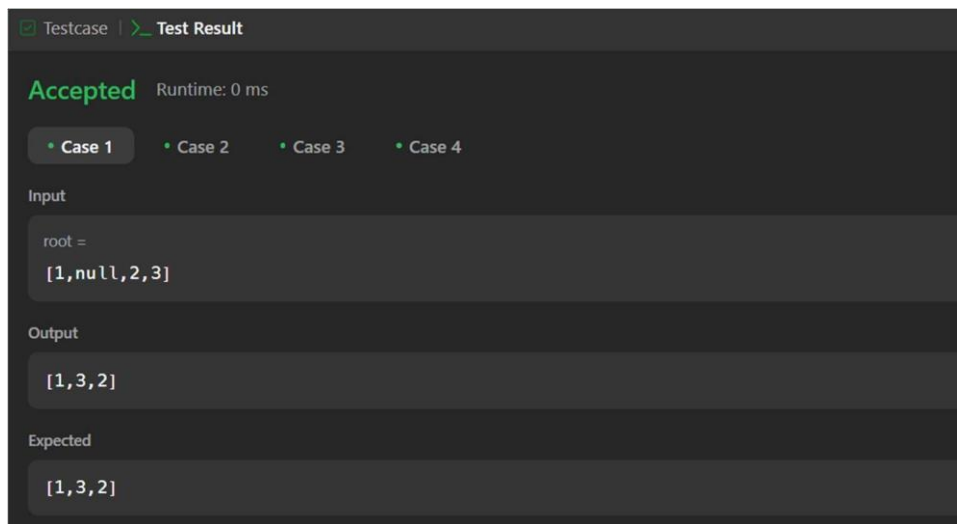 Testcase | >_ Test Result
Accepted Runtime: 0 ms
• Case 1 • Case 2 • Case 3 • Case 4
Input
root =
[1,null,2,3]
Output
[1,3,2]
Expected
[1,3,2]